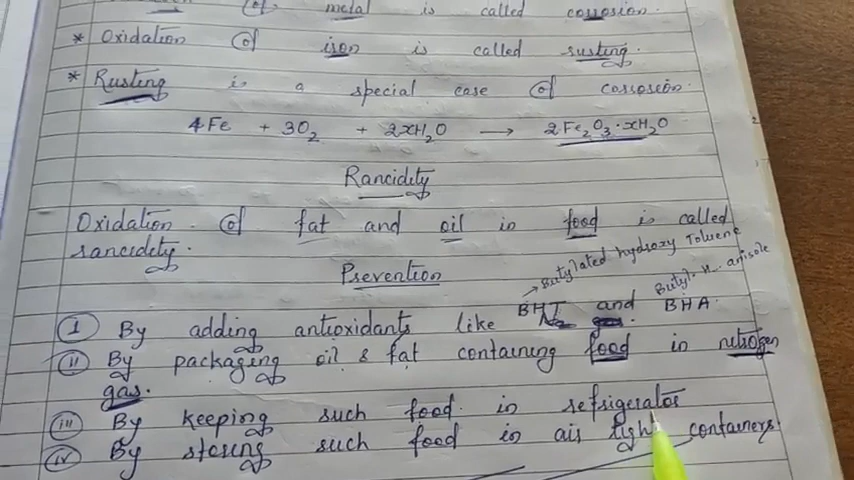 of metal is called corrosion.
* Oxidation of iron is called rusting.
* Rusting is a special case of corrosion.
4Fe + 3O₂ + 2xH₂O → 2Fe₂O₃·xH₂O
Rancidity
Oxidation of fat and oil in food is called
rancidity.
Prevention
→ Butylated hydroxy Toluene
Butyl. H. anisole
(i) By adding antioxidants like BHT and BHA.
(ii) By packaging oil & fat containing food in nitrogen
gas.
(iii) By keeping such food in refrigerator
(iv) By storing such food in air tight containers.